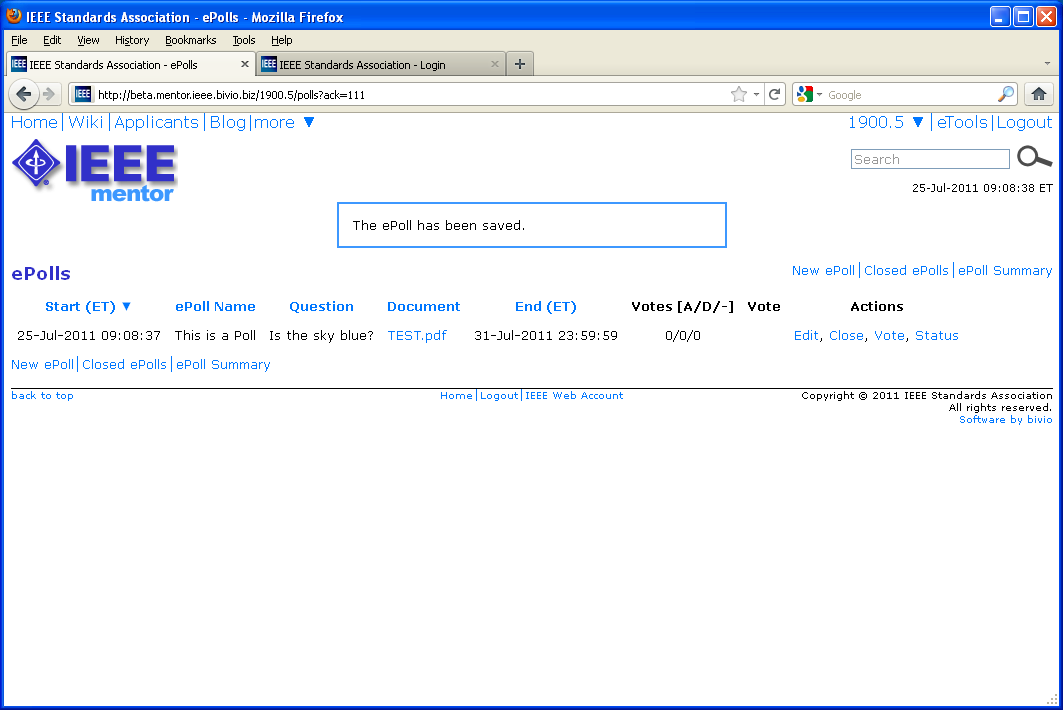 IEEE Standards Association - ePolls - Mozilla Firefox
File Edit View History Bookmarks Tools Help
IEEE IEEE Standards Association - ePolls IEEE IEEE Standards Association - Login
IEEE http://beta.mentor.ieee.bivio.biz/1900.5/polls?ack=111 Google
Home | Wiki | Applicants | Blog | more ▼ 1900.5 ▼ | eTools | Logout
IEEE Search
mentor 25-Jul-2011 09:08:38 ET
The ePoll has been saved.
ePolls New ePoll | Closed ePolls | ePoll Summary
Start (ET) ▼ ePoll Name Question Document End (ET) Votes [A/D/-] Vote Actions
25-Jul-2011 09:08:37 This is a Poll Is the sky blue? TEST.pdf 31-Jul-2011 23:59:59 0/0/0 Edit, Close, Vote, Status
New ePoll | Closed ePolls | ePoll Summary
back to top Home | Logout | IEEE Web Account Copyright © 2011 IEEE Standards Association
All rights reserved.
Software by bivio